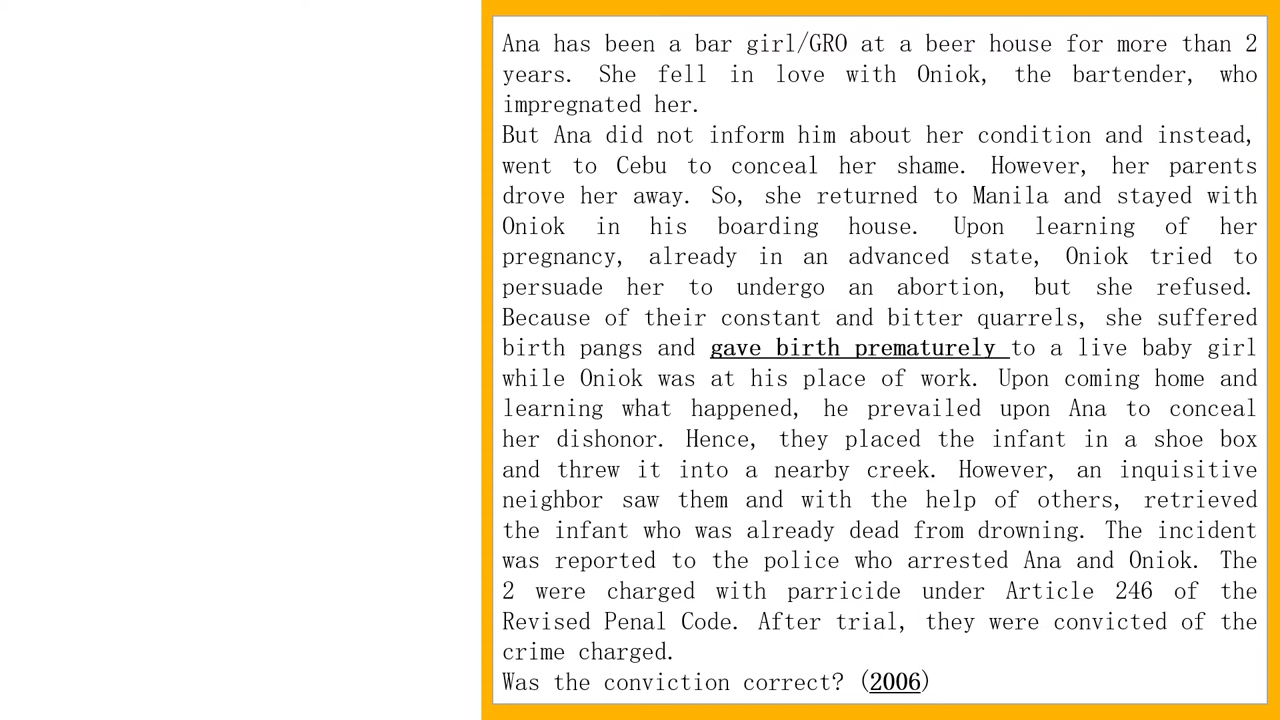 Ana has been a bar girl/GRO at a beer house for more than 2
years. She fell in love with Oniok, the bartender, who
impregnated her.
But Ana did not inform him about her condition and instead,
went to Cebu to conceal her shame. However, her parents
drove her away. So, she returned to Manila and stayed with
Oniok in his boarding house. Upon learning of her
pregnancy, already in an advanced state, Oniok tried to
persuade her to undergo an abortion, but she refused.
Because of their constant and bitter quarrels, she suffered
birth pangs and gave birth prematurely to a live baby girl
while Oniok was at his place of work. Upon coming home and
learning what happened, he prevailed upon Ana to conceal
her dishonor. Hence, they placed the infant in a shoe box
and threw it into a nearby creek. However, an inquisitive
neighbor saw them and with the help of others, retrieved
the infant who was already dead from drowning. The incident
was reported to the police who arrested Ana and Oniok. The
2 were charged with parricide under Article 246 of the
Revised Penal Code. After trial, they were convicted of the
crime charged.
Was the conviction correct? (2006)